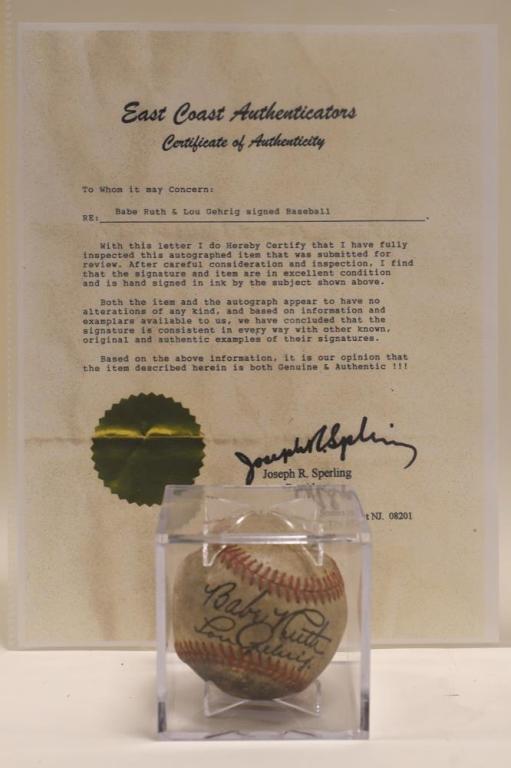 East Coast Authenticators
Certificate of Authenticity
To Whom it may Concern:
RE: Babe Ruth & Lou Gehrig signed Baseball.
With this letter I do Hereby Certify that I have fully
inspected this autographed item that was submitted for
review. After careful consideration and inspection, I find
that the signature and item are in excellent condition
and is hand signed in ink by the subject shown above.
Both the item and the autograph appear to have no
alterations of any kind, and based on information and
examplars available to us, we have concluded that the
signature is consistent in every way with other known,
original and authentic examples of their signatures.
Based on the above information, it is our opinion that
the item described herein is both Genuine & Authentic !!!
Joseph R. Sperling
Joseph R. Sperling
NJ. 08201
Babe Ruth
Lou Gehrig